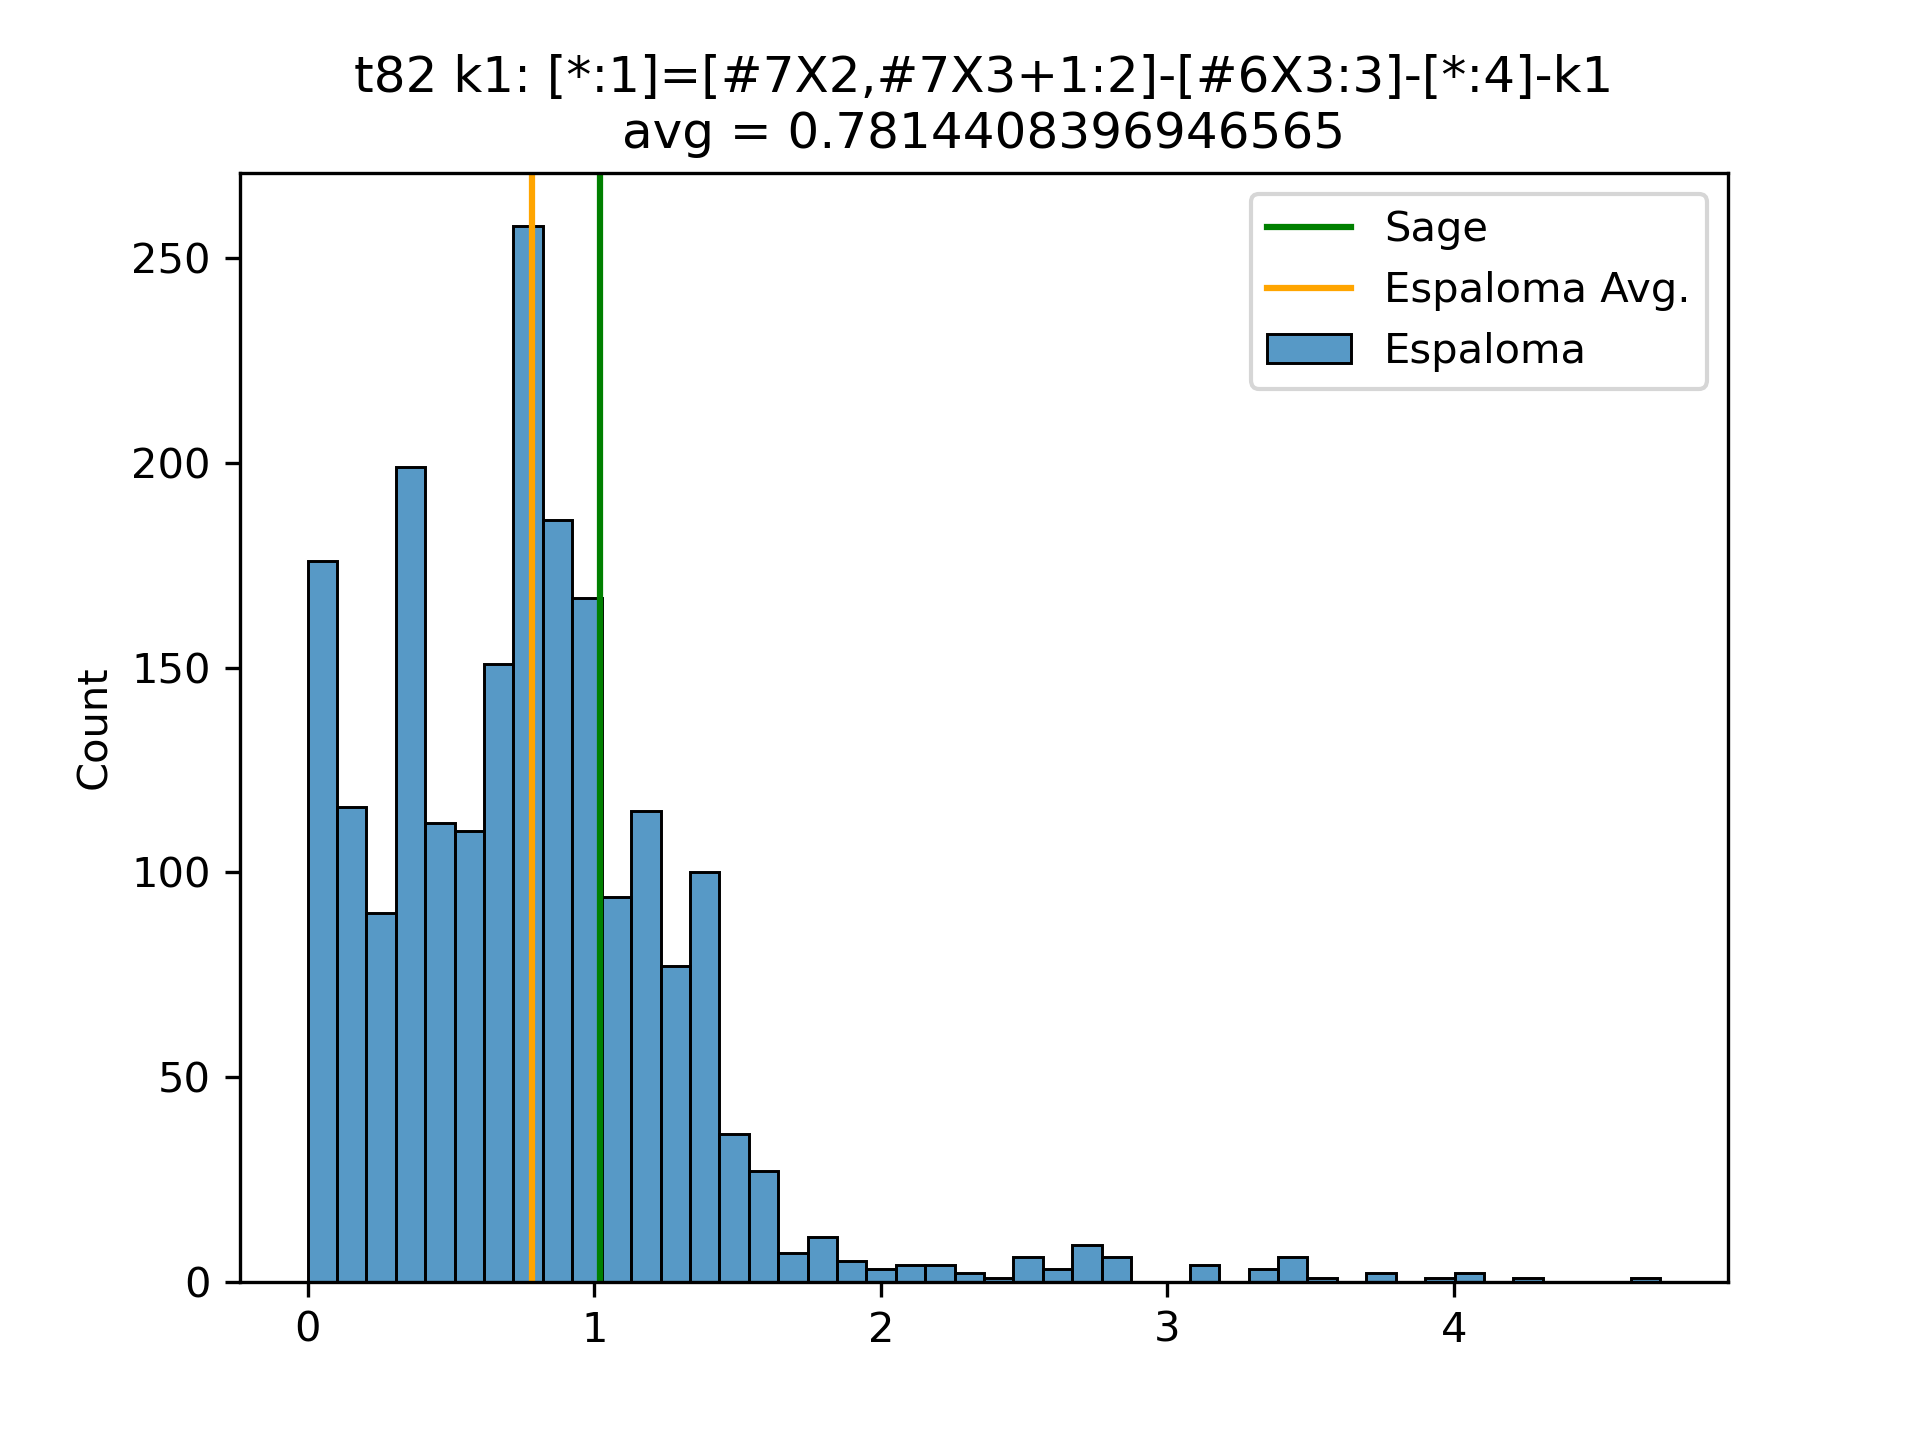 t82 k1: [*:1]=[#7X2,#7X3+1:2]-[#6X3:3]-[*:4]-k1
avg = 0.7814408396946565
Sage
Espaloma Avg.
Espaloma
250
200
150
100
50
0
Count
0 1 2 3 4